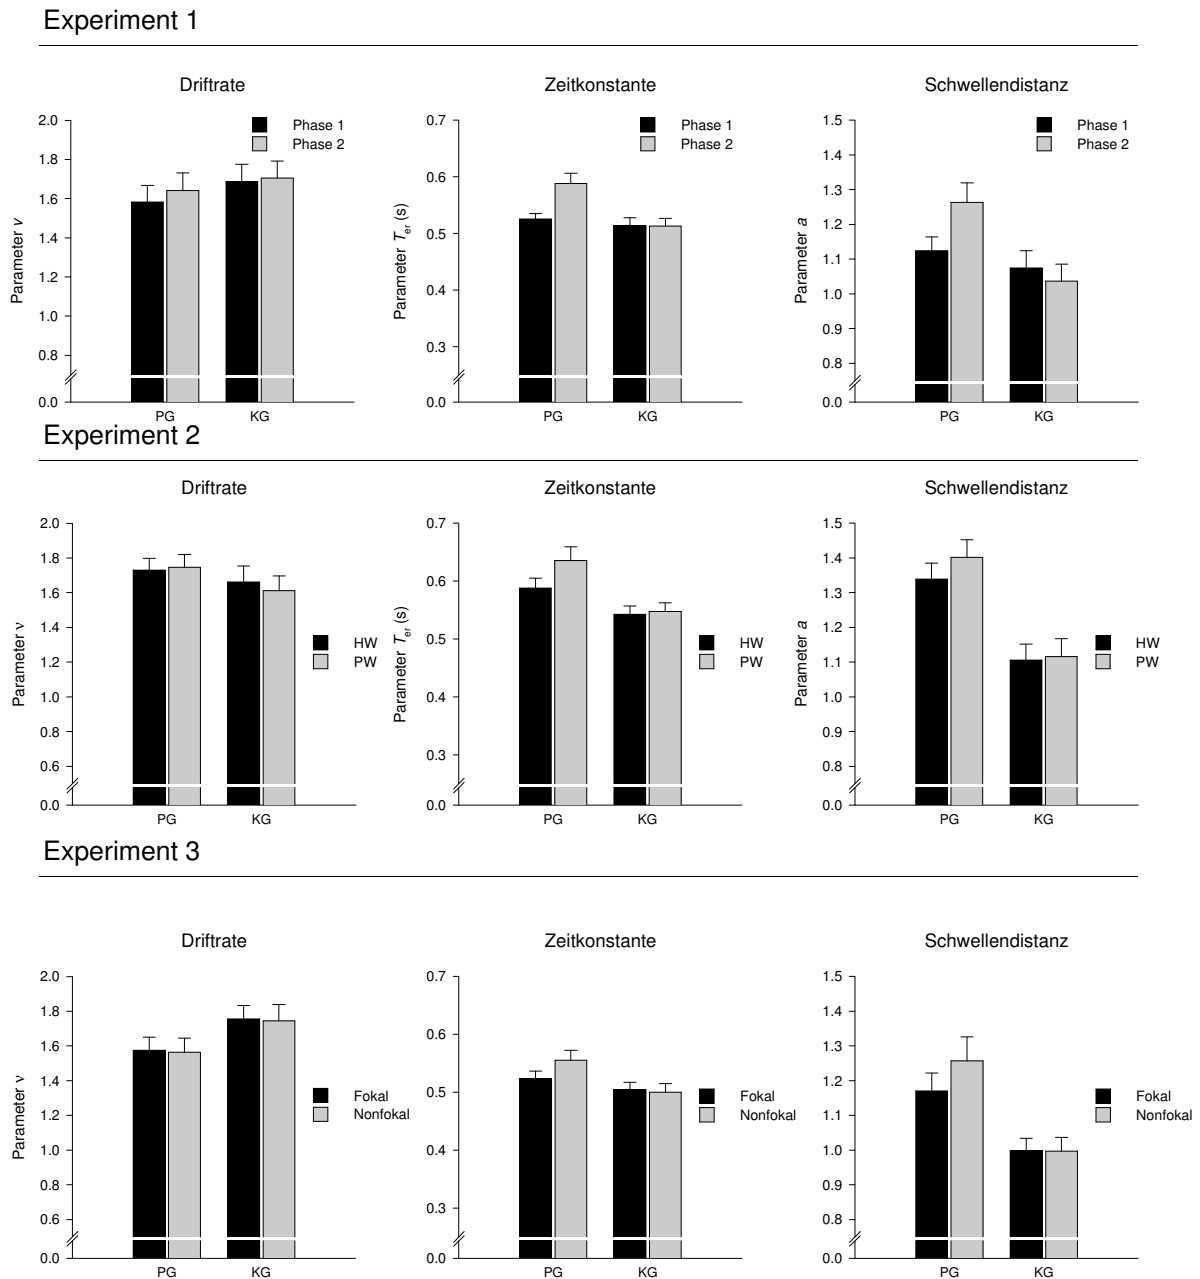 Experiment 1
Driftrate
Zeitkonstante
Schwellendistanz
Parameter v
2.0
1.8
1.6
1.4
1.2
1.0
0.8
0.0
Phase 1
Phase 2
PG
KG
Parameter Ter (s)
0.7
0.6
0.5
0.4
0.3
0.0
Phase 1
Phase 2
PG
KG
Parameter a
1.5
1.4
1.3
1.2
1.1
1.0
0.9
0.8
0.0
Phase 1
Phase 2
PG
KG
Experiment 2
Driftrate
Zeitkonstante
Schwellendistanz
Parameter ν
2.0
1.8
1.6
1.4
1.2
1.0
0.8
0.6
0.0
HW
PW
PG
KG
Parameter Ter (s)
0.7
0.6
0.5
0.4
0.3
0.0
HW
PW
PG
KG
Parameter a
1.5
1.4
1.3
1.2
1.1
1.0
0.9
0.8
0.0
HW
PW
PG
KG
Experiment 3
Driftrate
Zeitkonstante
Schwellendistanz
Parameter ν
2.0
1.8
1.6
1.4
1.2
1.0
0.8
0.6
0.0
Fokal
Nonfokal
PG
KG
0.7
0.6
0.5
0.4
0.3
0.0
Fokal
Nonfokal
PG
KG
1.5
1.4
1.3
1.2
1.1
1.0
0.9
0.8
0.0
Fokal
Nonfokal
PG
KG